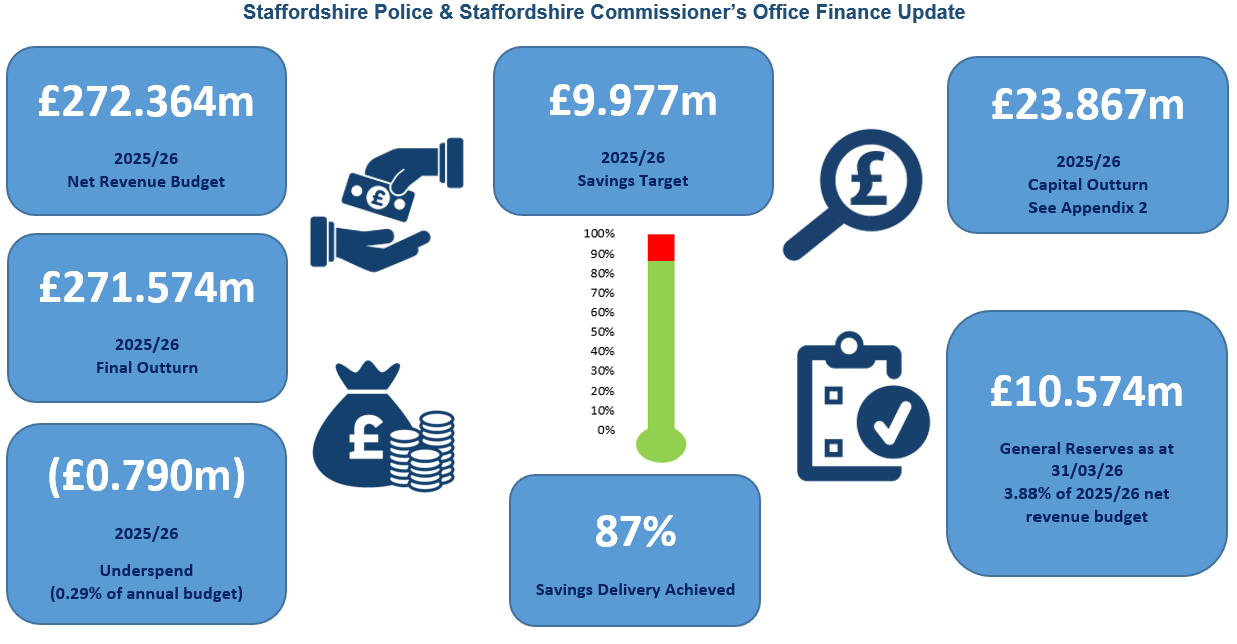 Staffordshire Police & Staffordshire Commissioner's Office Finance Update
£272.364m
2025/26
Net Revenue Budget
£271.574m
2025/26
Final Outturn
(£0.790m)
2025/26
Underspend
(0.29% of annual budget)
£
£
£9.977m
2025/26
Savings Target
100%
90%
80%
70%
60%
50%
40%
30%
20%
10%
0%
87%
Savings Delivery Achieved
£
£23.867m
2025/26
Capital Outturn
See Appendix 2
£10.574m
General Reserves as at
31/03/26
3.88% of 2025/26 net
revenue budget